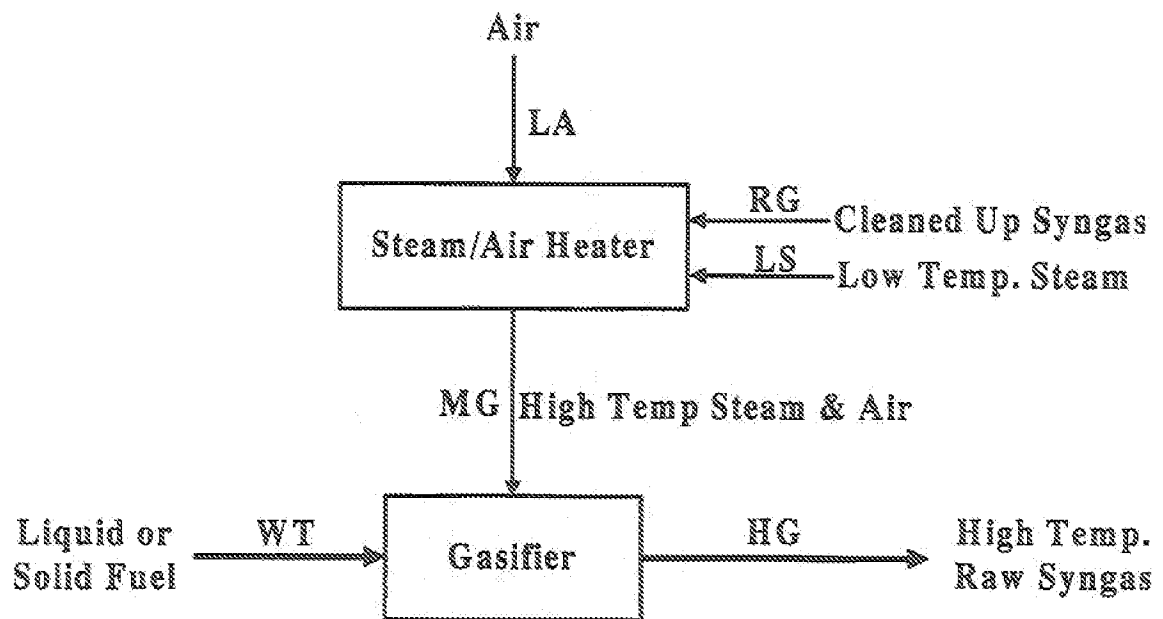 Air
LA
RG
Steam/Air Heater
Cleaned Up Syngas
LS
Low Temp. Steam
MG High Temp Steam & Air
Liquid or
Solid Fuel
WT
Gasifier
HG
High Temp.
Raw Syngas